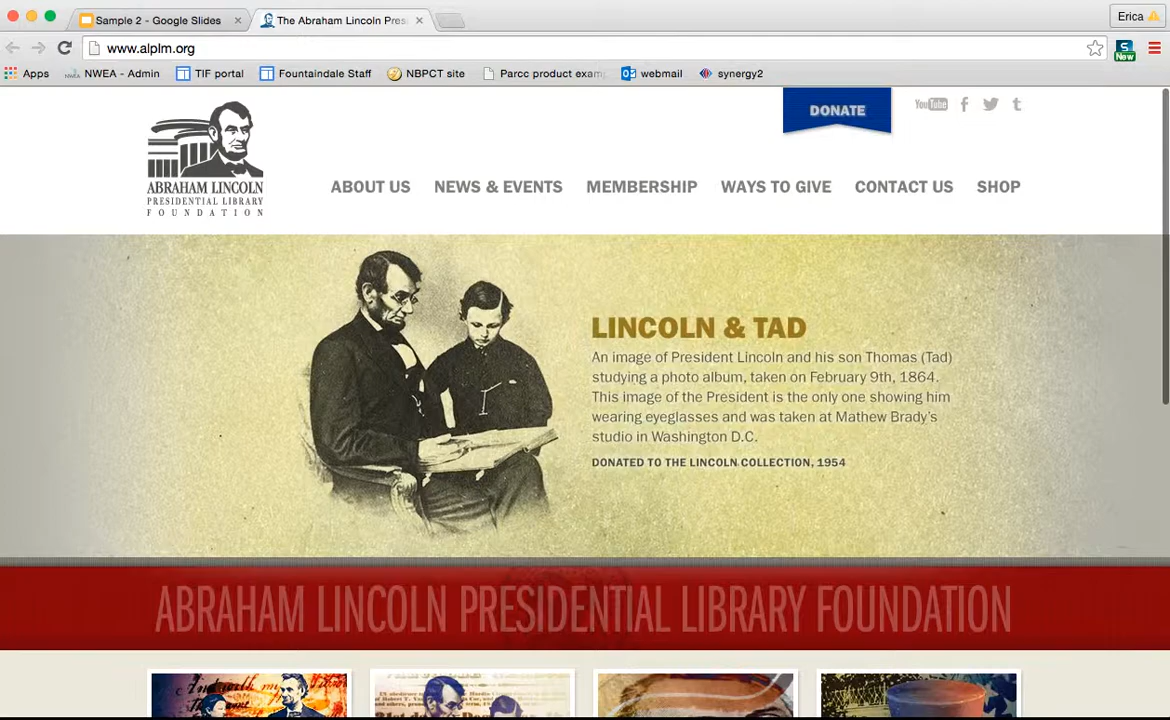 Sample 2 - Google Slides
The Abraham Lincoln Pres
Erica
www.alplm.org
New
Apps
NWEA - Admin
TIF portal
Fountaindale Staff
NBPCT site
Parcc product exam
webmail
synergy2
DONATE
YouTube
ABRAHAM LINCOLN
PRESIDENTIAL LIBRARY
FOUNDATION
ABOUT US
NEWS & EVENTS
MEMBERSHIP
WAYS TO GIVE
CONTACT US
SHOP
LINCOLN & TAD
An image of President Lincoln and his son Thomas (Tad)
studying a photo album, taken on February 9th, 1864.
This image of the President is the only one showing him
wearing eyeglasses and was taken at Mathew Brady's
studio in Washington D.C.
DONATED TO THE LINCOLN COLLECTION, 1954
ABRAHAM LINCOLN PRESIDENTIAL LIBRARY FOUNDATION